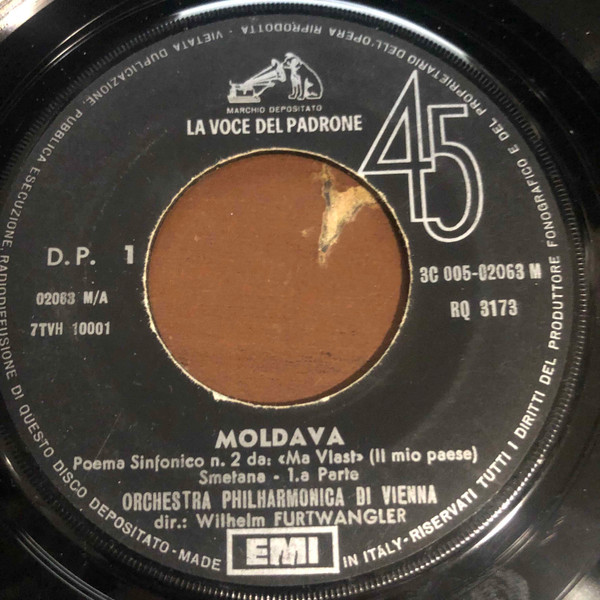 MARCHIO DEPOSITATO
LA VOCE DEL PADRONE
45
D.P. 1
02063 M/A
7TVH 10001
3C 005-02063 M
RQ 3173
MOLDAVA
Poema Sinfonico n. 2 da: «Ma Vlast» (Il mio paese)
Smetana - 1.a Parte
ORCHESTRA PHILHARMONICA DI VIENNA
dir.: Wilhelm FURTWANGLER
EMI
MADE IN ITALY - RISERVATI TUTTI I DIRITTI DEL PRODUTTORE FONOGRAFICO E DEL PROPRIETARIO DELL'OPERA RIPRODOTTA - VIETATA DUPLICAZIONE, PUBBLICA ESECUZIONE, RADIODIFFUSIONE DI QUESTO DISCO DEPOSITATO -